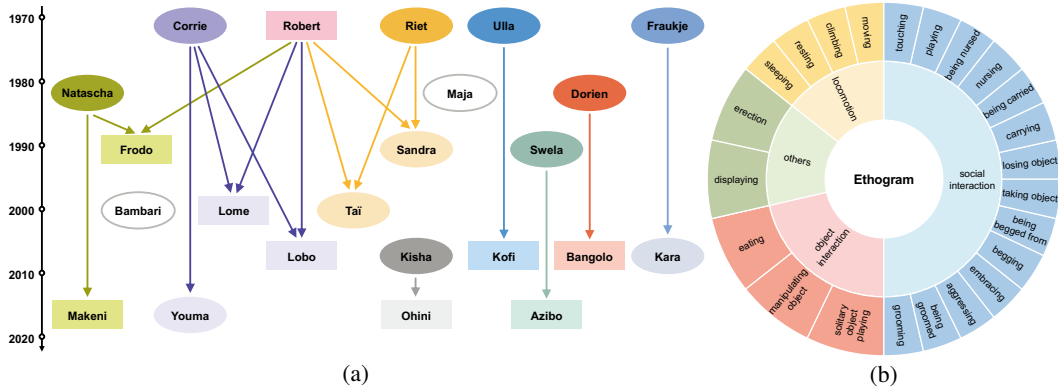 1970
1980
1990
2000
2010
2020
Corrie
Robert
Riet
Ulla
Fraukje
Natascha
Maja
Dorien
Frodo
Sandra
Swela
Bambari
Lome
Taï
Lobo
Kisha
Kofi
Bangolo
Kara
Makeni
Youma
Ohini
Azibo
(a)
Ethogram
locomotion
social
interaction
object
interaction
others
sleeping
resting
climbing
moving
touching
playing
being nursed
nursing
being carried
carrying
losing object
taking object
being
begged from
begging
embracing
aggressing
being
groomed
grooming
solitary
object
playing
manipulating
object
eating
displaying
erection
(b)